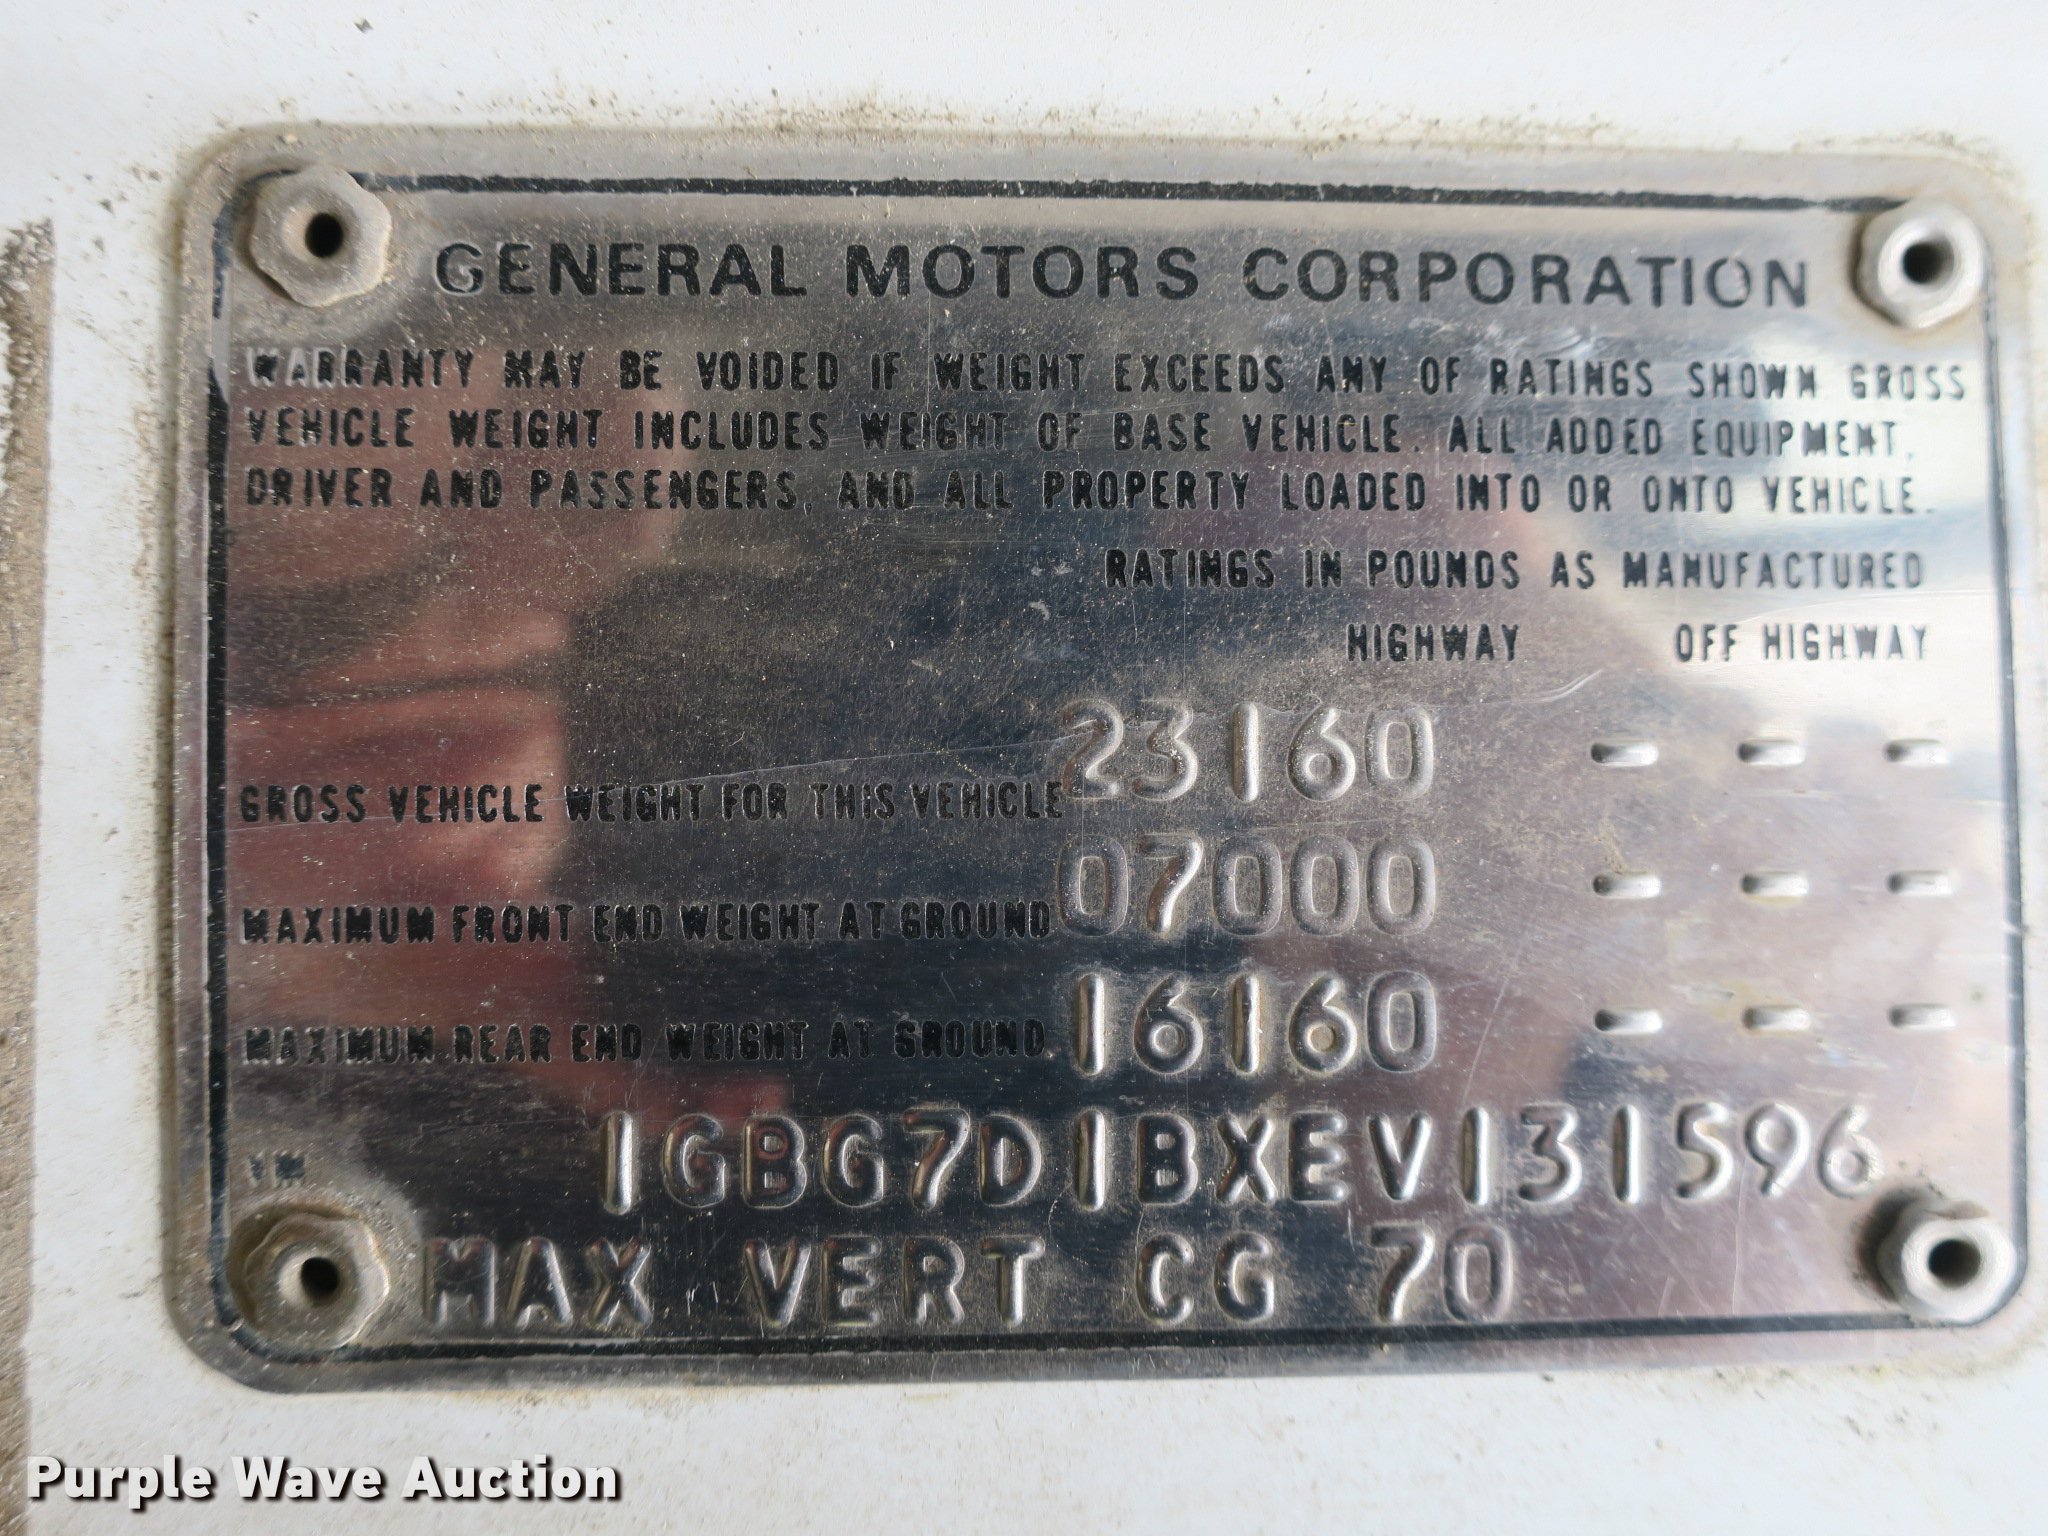 GENERAL MOTORS CORPORATION
WARRANTY MAY BE VOIDED IF WEIGHT EXCEEDS ANY OF RATINGS SHOWN GROSS
VEHICLE WEIGHT INCLUDES WEIGHT OF BASE VEHICLE. ALL ADDED EQUIPMENT,
DRIVER AND PASSENGERS, AND ALL PROPERTY LOADED INTO OR ONTO VEHICLE.
RATINGS IN POUNDS AS MANUFACTURED
HIGHWAY OFF HIGHWAY
GROSS VEHICLE WEIGHT FOR THIS VEHICLE 23160 - - -
MAXIMUM FRONT END WEIGHT AT GROUND 07000 - - -
MAXIMUM REAR END WEIGHT AT GROUND 16160 - - -
VIN 1GBG7D1BXEV131596
MAX VERT CG 70
Purple Wave Auction